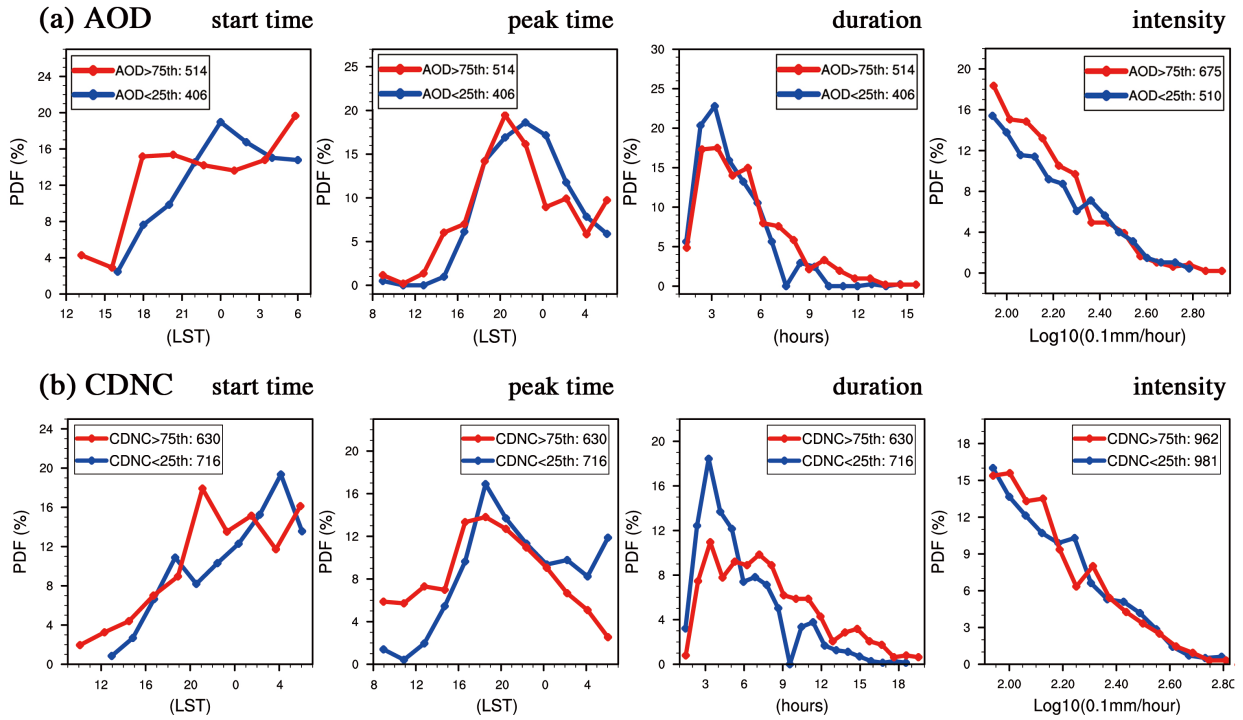 (a) AOD start time peak time duration intensity
24 20 16 12 8 4 0
PDF (%)
AOD>75th: 514
AOD<25th: 406
12 15 18 21 0 3 6
(LST)
25 20 15 10 5 0
PDF (%)
AOD>75th: 514
AOD<25th: 406
8 12 16 20 0 4
(LST)
30 25 20 15 10 5 0
PDF (%)
AOD>75th: 514
AOD<25th: 406
3 6 9 12 15
(hours)
20 16 12 8 4 0
PDF (%)
AOD>75th: 675
AOD<25th: 510
2.00 2.20 2.40 2.60 2.80
Log10(0.1mm/hour)
(b) CDNC start time peak time duration intensity
24 20 16 12 8 4 0
PDF (%)
CDNC>75th: 630
CDNC<25th: 716
12 16 20 0 4
(LST)
20 16 12 8 4 0
PDF (%)
CDNC>75th: 630
CDNC<25th: 716
8 12 16 20 0 4
(LST)
20 16 12 8 4 0
PDF (%)
CDNC>75th: 630
CDNC<25th: 716
3 6 9 12 15 18
(hours)
18 15 12 9 6 3 0
PDF (%)
CDNC>75th: 962
CDNC<25th: 981
2.00 2.20 2.40 2.60 2.80
Log10(0.1mm/hour)